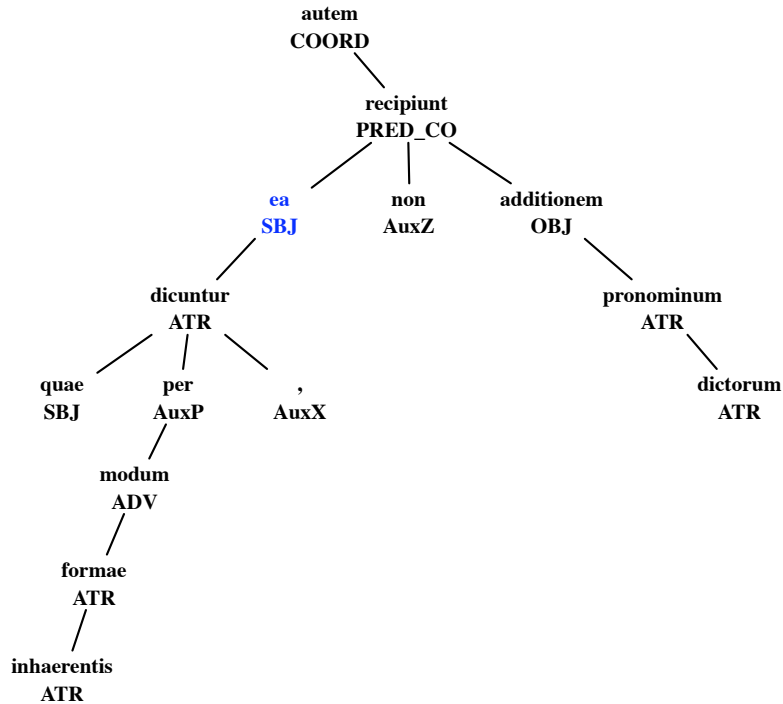 autem
COORD
recipiunt
PRED_CO
ea non additionem
SBJ AuxZ OBJ
dicuntur pronominum
ATR ATR
quae per , dictorum
SBJ AuxP AuxX ATR
modum
ADV
formae
ATR
inhaerentis
ATR